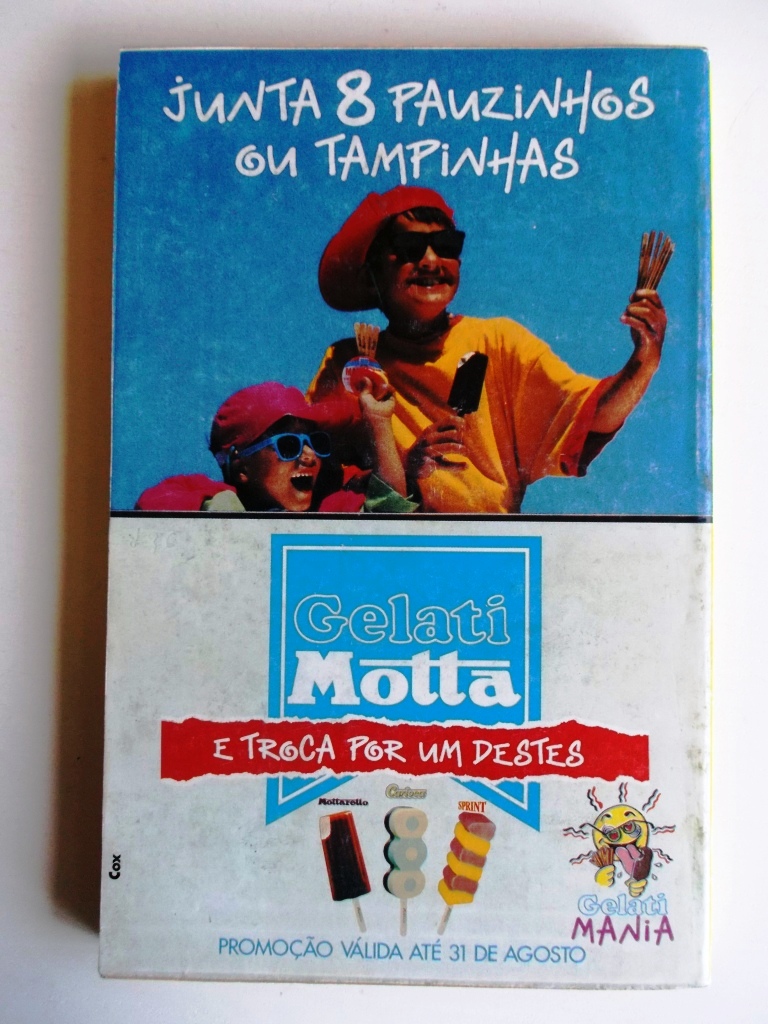 JUNTA 8 PAUZINHOS
OU TAMPINHAS
Gelati
Motta
E TROCA POR UM DESTES
Mottarello
Carioca
SPRINT
Gelati
MANIA
Cox
PROMOÇÃO VÁLIDA ATÉ 31 DE AGOSTO